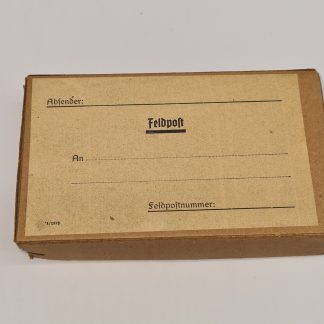 Absender:
Feldpost
An
Feldpostnummer: